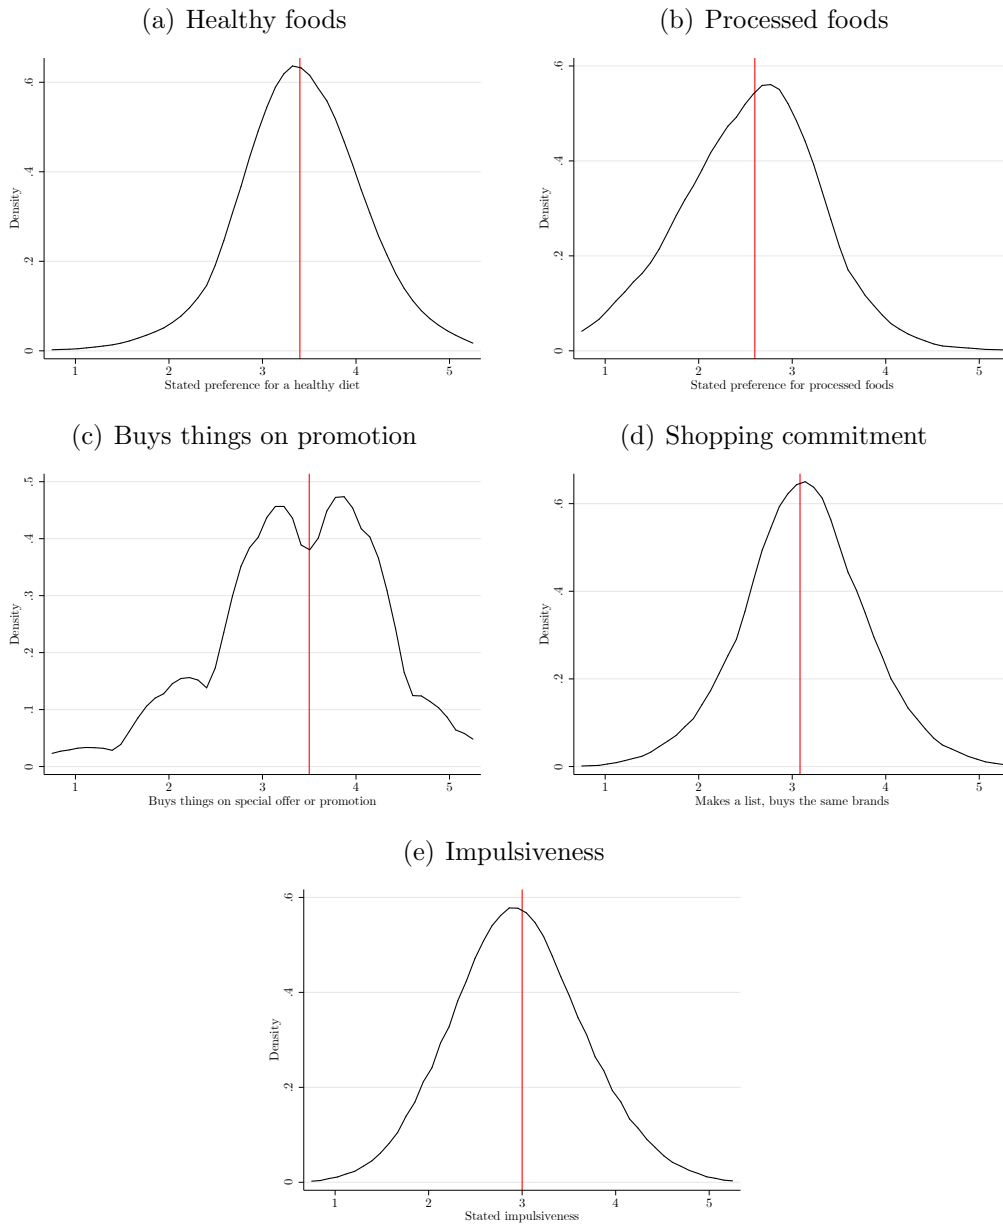 (a) Healthy foods
(b) Processed foods
Density
0 .2 .4 .6
1 2 3 4 5
Stated preference for a healthy diet
Density
0 .2 .4 .6
1 2 3 4 5
Stated preference for processed foods
(c) Buys things on promotion
(d) Shopping commitment
Density
0 .1 .2 .3 .4 .5
1 2 3 4 5
Buys things on special offer or promotion
Density
0 .2 .4 .6
1 2 3 4 5
Makes a list, buys the same brands
(e) Impulsiveness
Density
0 .2 .4 .6
1 2 3 4 5
Stated impulsiveness